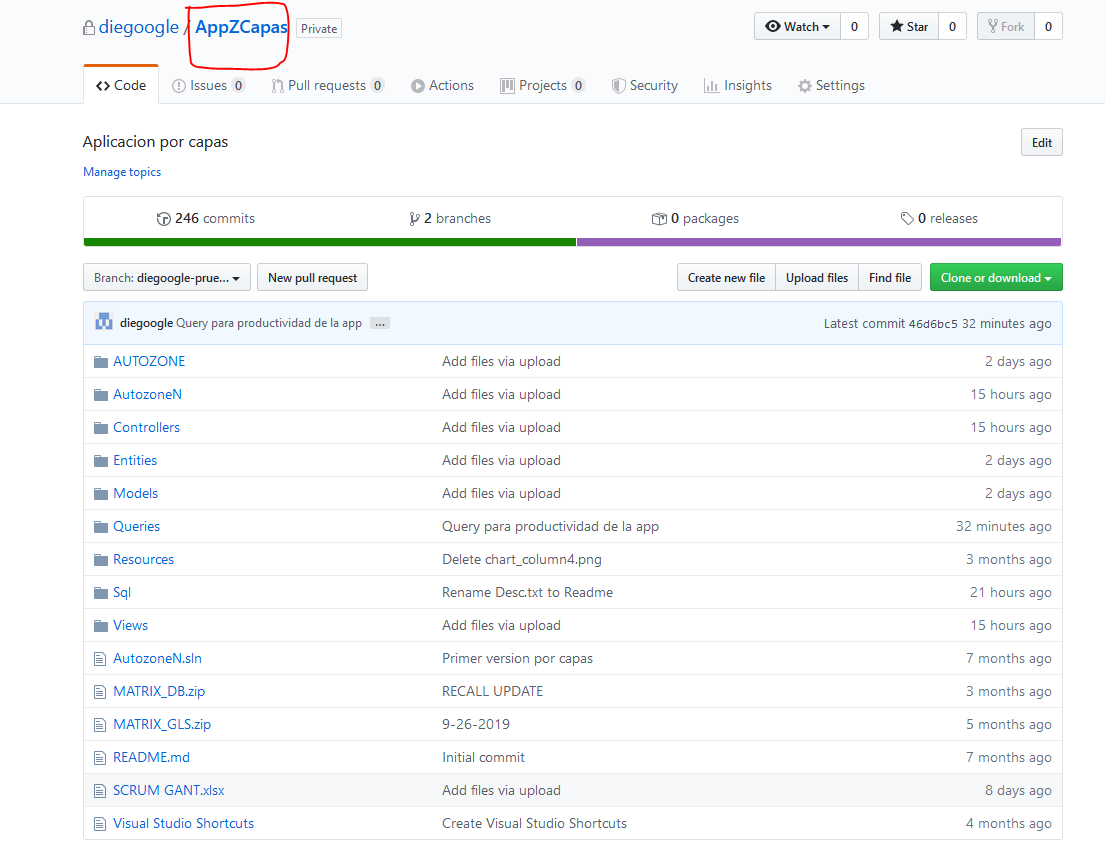 diegoogle / AppZCapas Private
Watch 0 Star 0 Fork 0
Code Issues 0 Pull requests 0 Actions Projects 0 Security Insights Settings
Aplicacion por capas Edit
Manage topics
246 commits 2 branches 0 packages 0 releases
Branch: diegoogle-prue... New pull request Create new file Upload files Find file Clone or download
diegoogle Query para productividad de la app ... Latest commit 46d6bc5 32 minutes ago
AUTOZONE Add files via upload 2 days ago
AutozoneN Add files via upload 15 hours ago
Controllers Add files via upload 15 hours ago
Entities Add files via upload 2 days ago
Models Add files via upload 2 days ago
Queries Query para productividad de la app 32 minutes ago
Resources Delete chart_column4.png 3 months ago
Sql Rename Desc.txt to Readme 21 hours ago
Views Add files via upload 15 hours ago
AutozoneN.sln Primer version por capas 7 months ago
MATRIX_DB.zip RECALL UPDATE 3 months ago
MATRIX_GLS.zip 9-26-2019 5 months ago
README.md Initial commit 7 months ago
SCRUM GANT.xlsx Add files via upload 8 days ago
Visual Studio Shortcuts Create Visual Studio Shortcuts 4 months ago